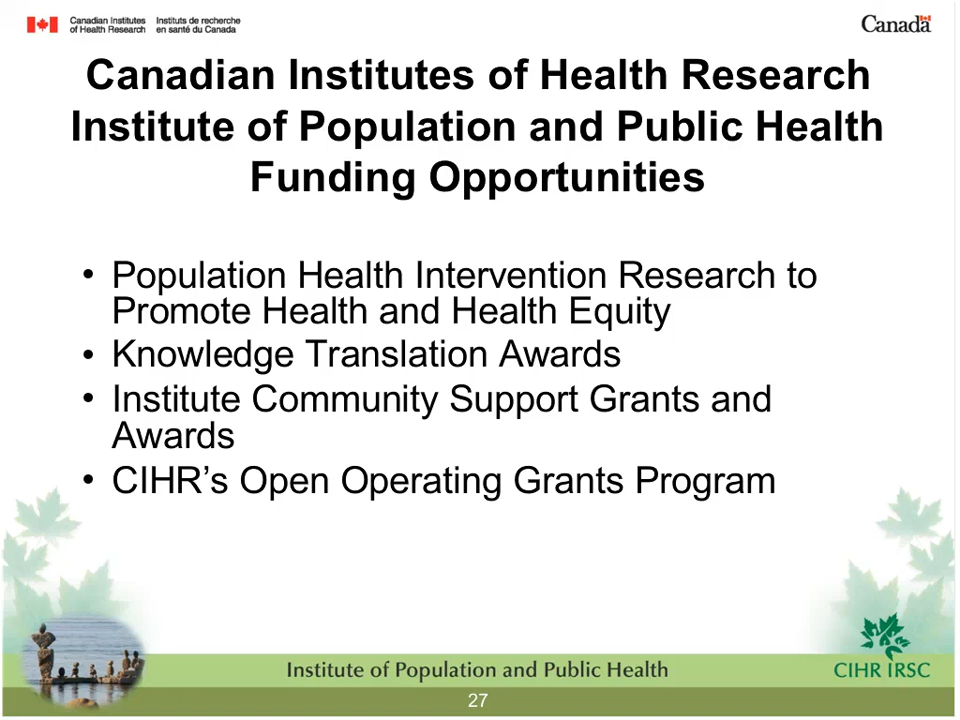 Canadian Institutes of Health Research
Instituts de recherche en santé du Canada
Canada
Canadian Institutes of Health Research
Institute of Population and Public Health
Funding Opportunities
• Population Health Intervention Research to
Promote Health and Health Equity
• Knowledge Translation Awards
• Institute Community Support Grants and
Awards
• CIHR’s Open Operating Grants Program
Institute of Population and Public Health
CIHR IRSC
27